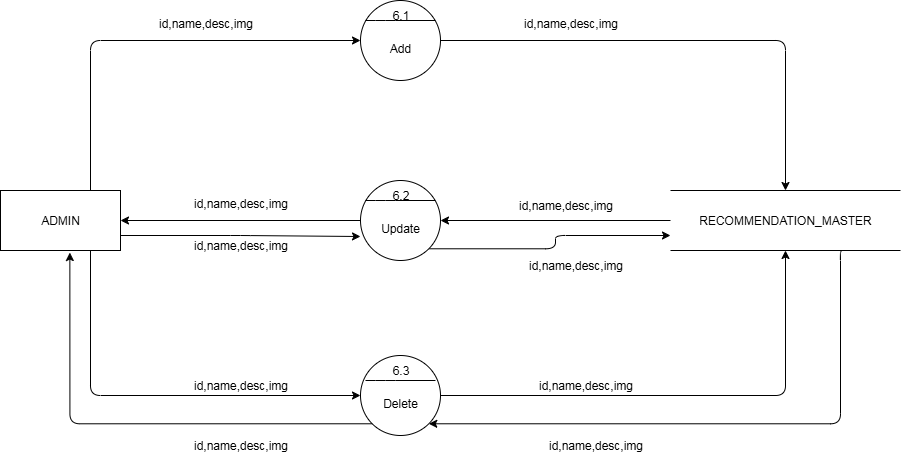 id,name,desc,img
6.1
id,name,desc,img
Add
id,name,desc,img
6.2
id,name,desc,img
ADMIN
Update
RECOMMENDATION_MASTER
id,name,desc,img
id,name,desc,img
6.3
id,name,desc,img
id,name,desc,img
Delete
id,name,desc,img
id,name,desc,img